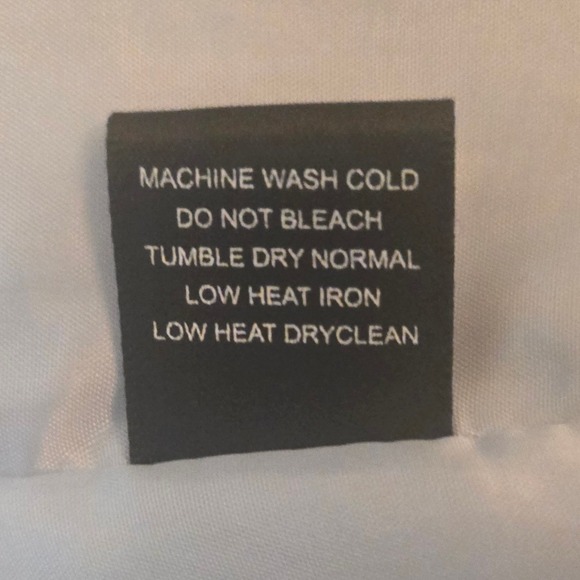 MACHINE WASH COLD
DO NOT BLEACH
TUMBLE DRY NORMAL
LOW HEAT IRON
LOW HEAT DRYCLEAN